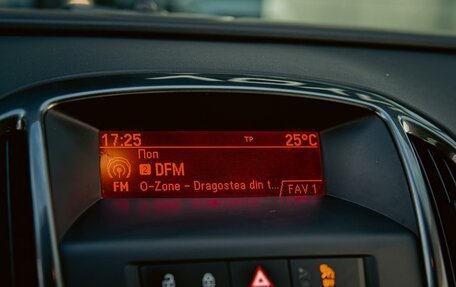 17:25 TP 25°C
Поп
2 DFM
FM O-Zone - Dragostea din t... FAV 1